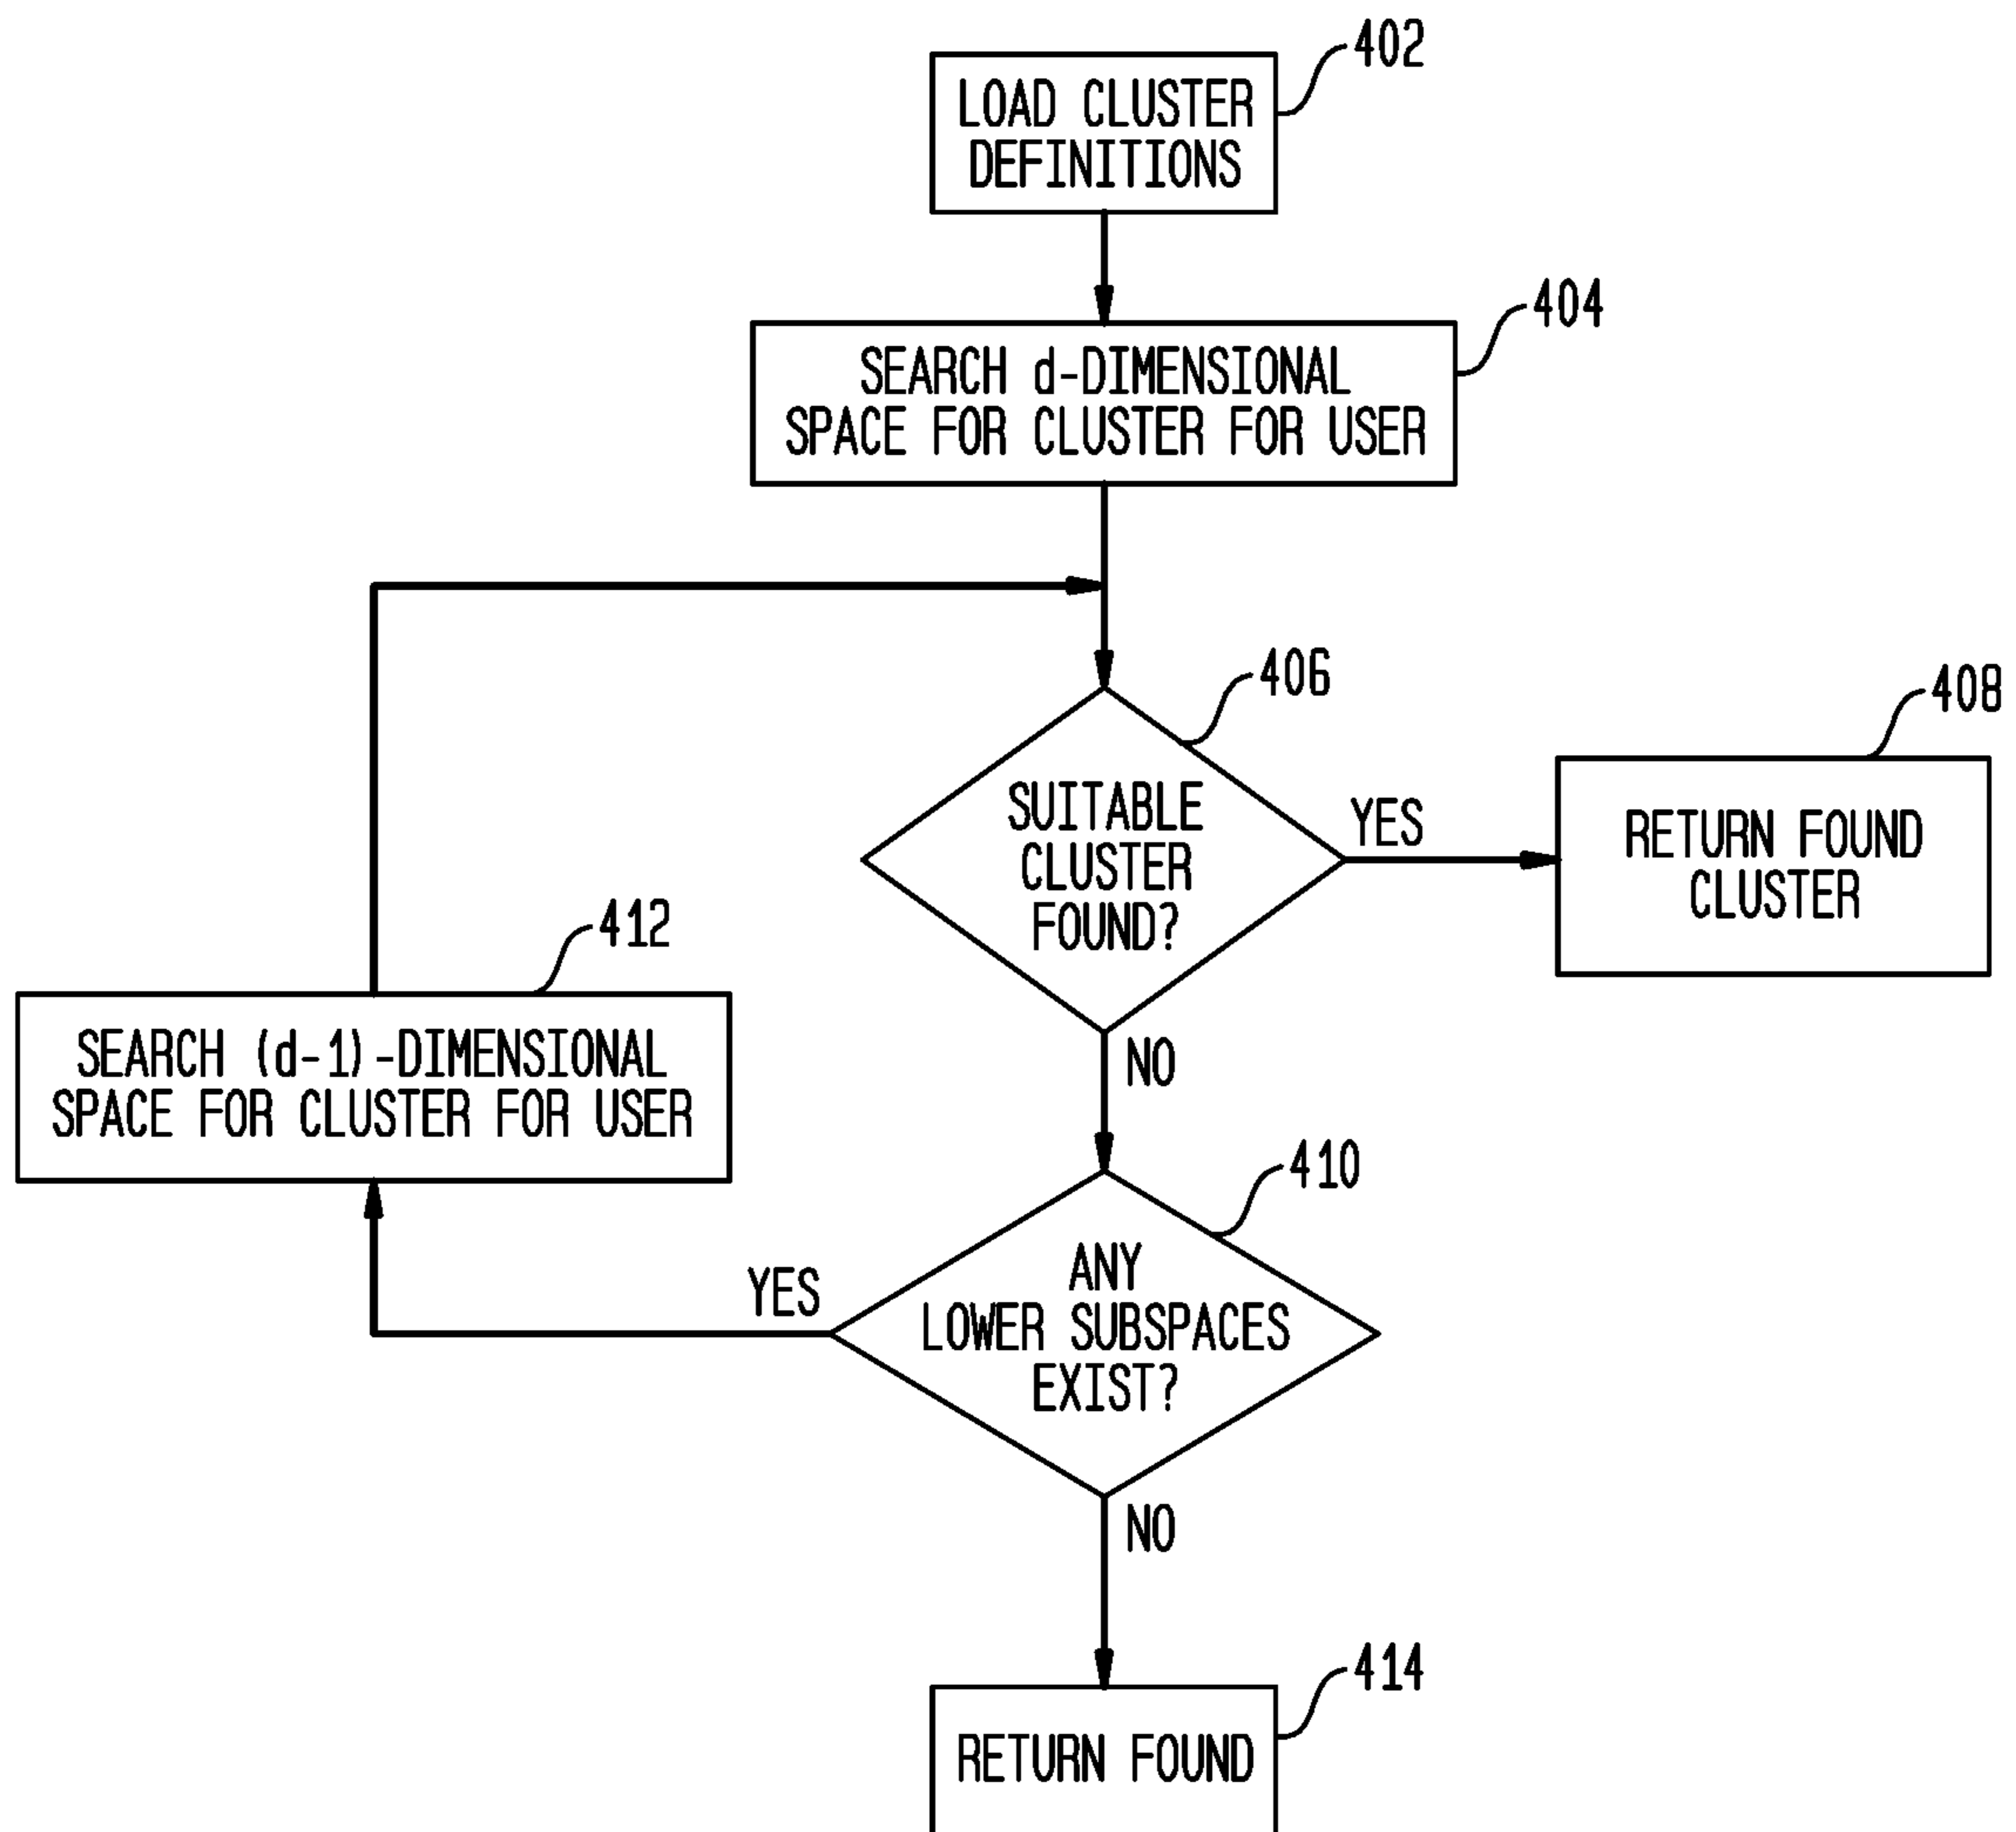 402
LOAD CLUSTER
DEFINITIONS
404
SEARCH d-DIMENSIONAL
SPACE FOR CLUSTER FOR USER
406
SUITABLE
CLUSTER
FOUND?
YES
408
RETURN FOUND
CLUSTER
NO
412
SEARCH (d-1)-DIMENSIONAL
SPACE FOR CLUSTER FOR USER
410
ANY
LOWER SUBSPACES
EXIST?
YES
NO
414
RETURN FOUND